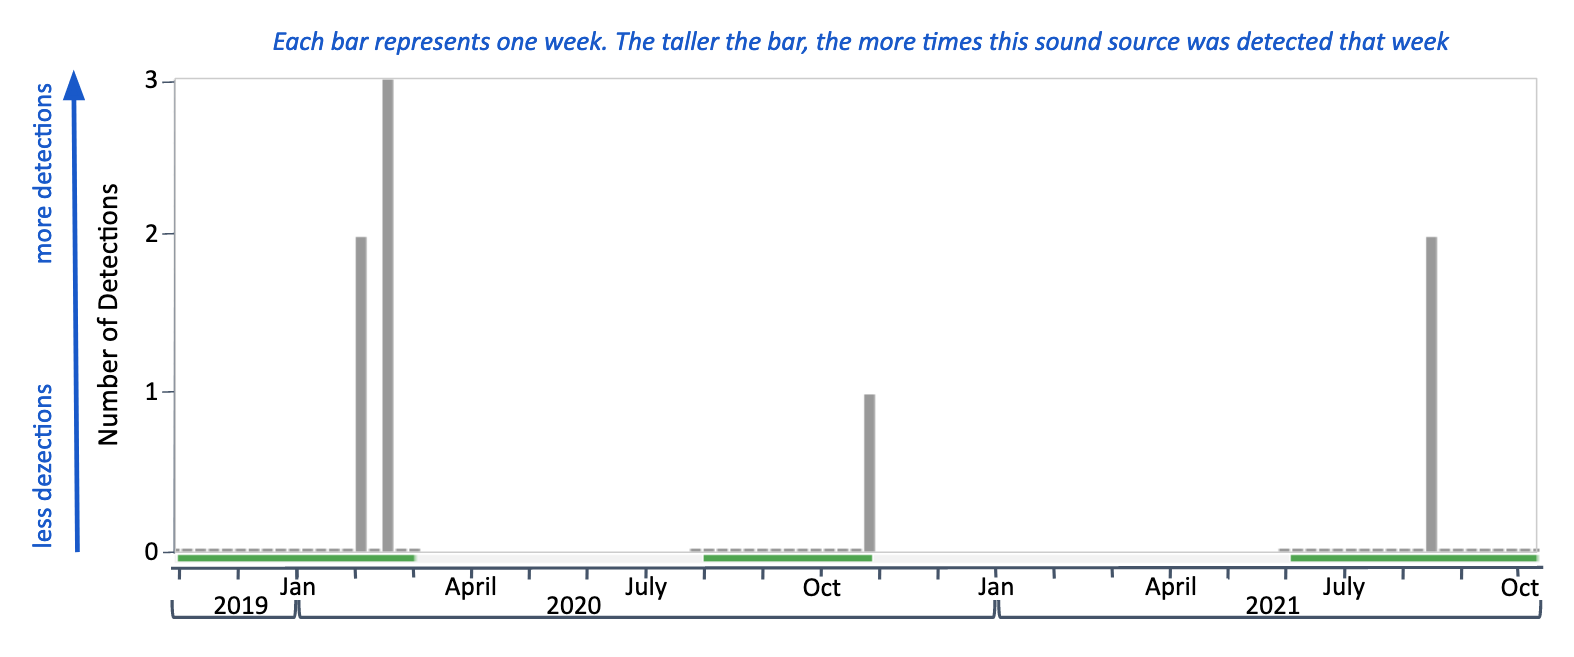 Each bar represents one week. The taller the bar, the more times this sound source was detected that week
more detections
less dezections
Number of Detections
3
2
1
0
Jan
April
July
Oct
Jan
April
July
Oct
2019
2020
2021